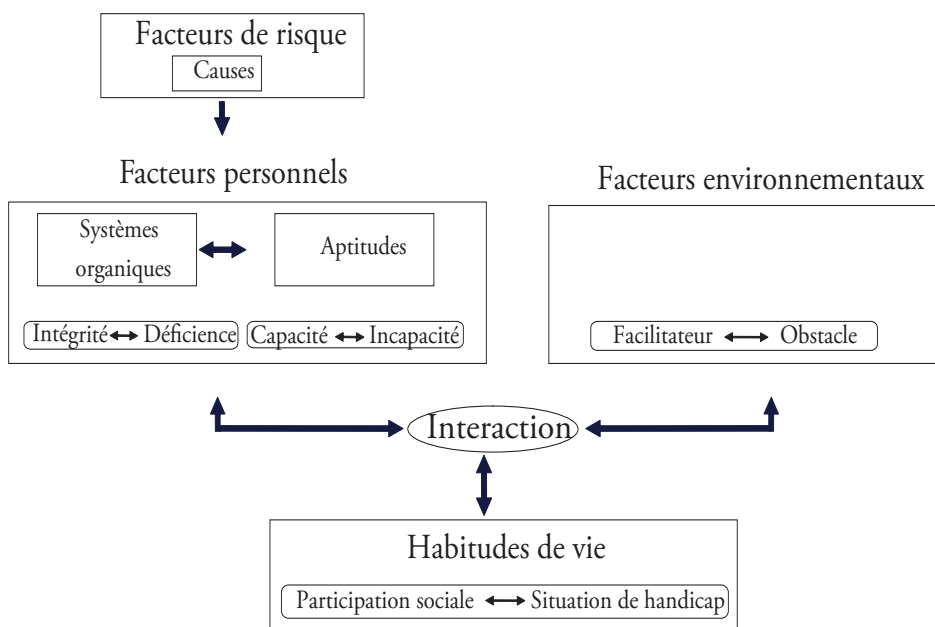 Facteurs de risque
Causes
Facteurs personnels
Facteurs environnementaux
Systèmes
organiques
Aptitudes
Intégrité Déficience
Capacité Incapacité
Facilitateur Obstacle
Interaction
Habitudes de vie
Participation sociale Situation de handicap